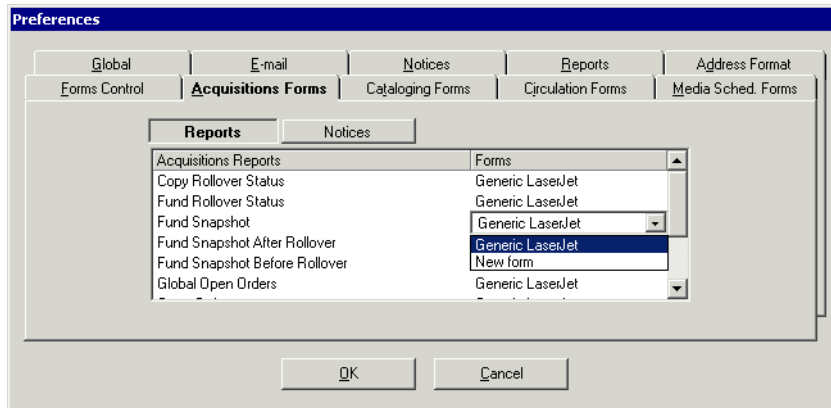 Preferences
Global E-mail Notices Reports Address Format
Forms Control Acquisitions Forms Cataloging Forms Circulation Forms Media Sched. Forms
Reports Notices
Acquisitions Reports Forms
Copy Rollover Status Generic LaserJet
Fund Rollover Status Generic LaserJet
Fund Snapshot Generic LaserJet
Fund Snapshot After Rollover Generic LaserJet
Fund Snapshot Before Rollover New form
Global Open Orders Generic LaserJet
OK Cancel